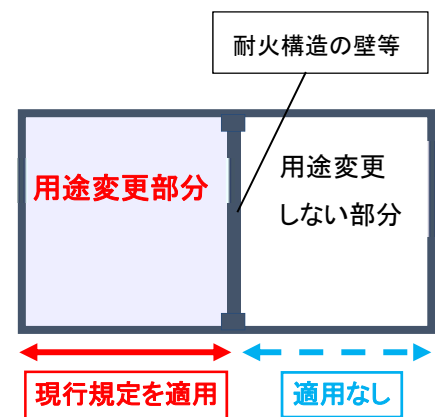 耐火構造の壁等
用途変更部分
用途変更
しない部分
現行規定を適用
適用なし